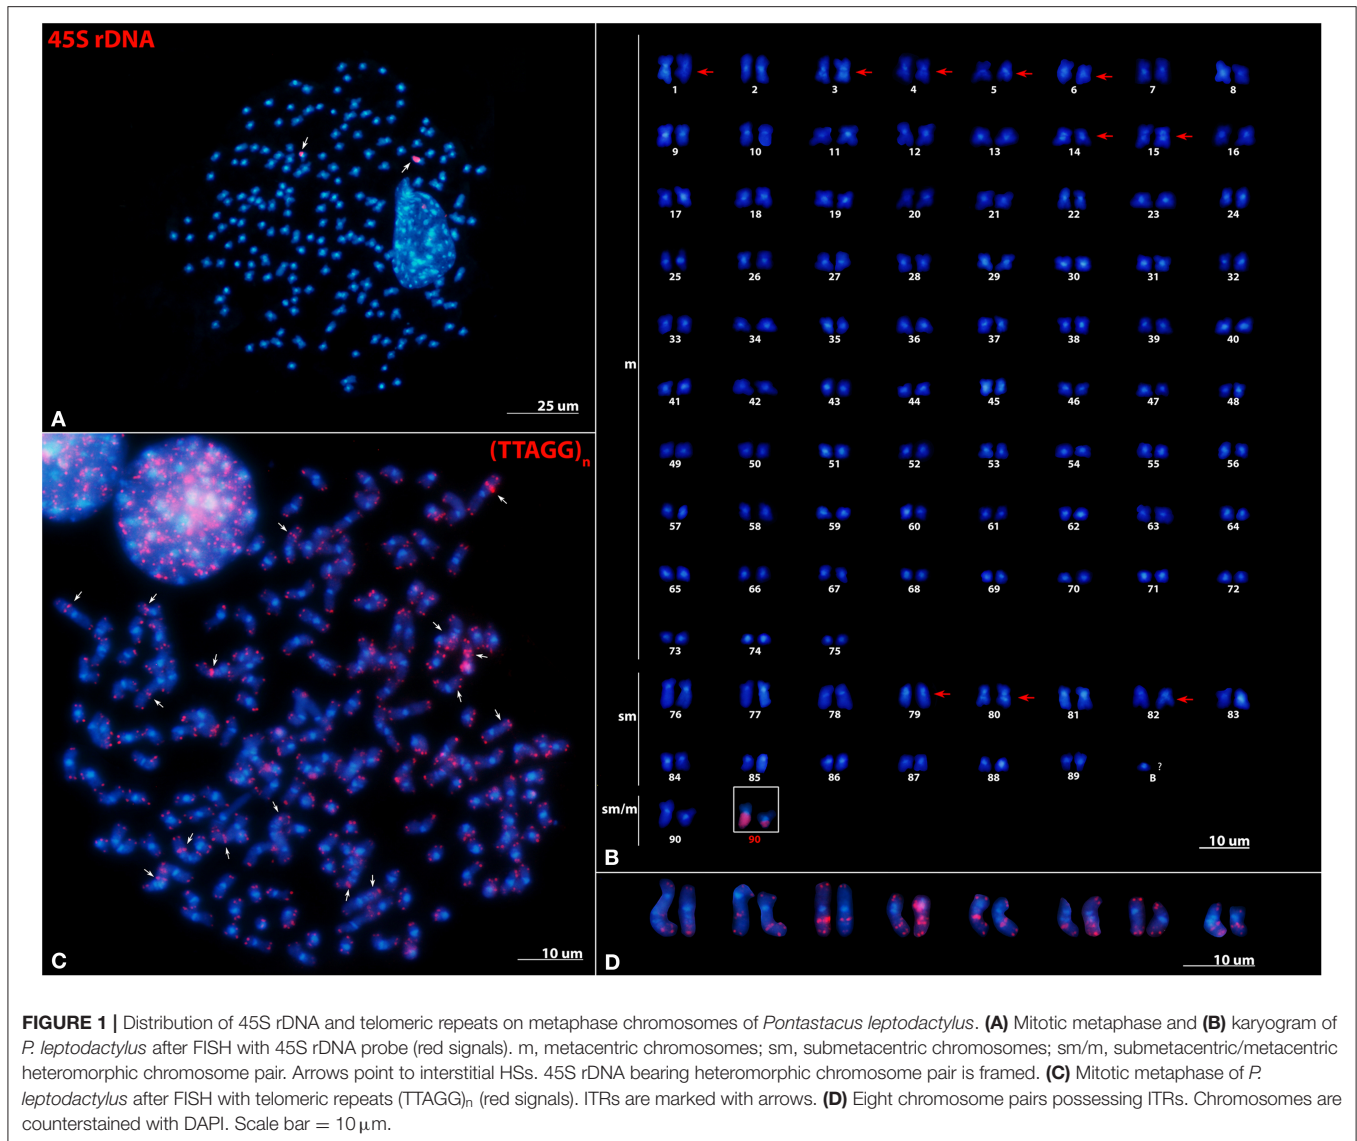 45S rDNA
25 um
A
(TTAGG)n
10 um
C
m
1 2 3 4 5 6 7 8
9 10 11 12 13 14 15 16
17 18 19 20 21 22 23 24
25 26 27 28 29 30 31 32
33 34 35 36 37 38 39 40
41 42 43 44 45 46 47 48
49 50 51 52 53 54 55 56
57 58 59 60 61 62 63 64
65 66 67 68 69 70 71 72
73 74 75
sm
76 77 78 79 80 81 82 83
84 85 86 87 88 89 B ?
sm/m
90 90
10 um
B
D
10 um
FIGURE 1 | Distribution of 45S rDNA and telomeric repeats on metaphase chromosomes of Pontastacus leptodactylus. (A) Mitotic metaphase and (B) karyogram of
P. leptodactylus after FISH with 45S rDNA probe (red signals). m, metacentric chromosomes; sm, submetacentric chromosomes; sm/m, submetacentric/metacentric
heteromorphic chromosome pair. Arrows point to interstitial HSs. 45S rDNA bearing heteromorphic chromosome pair is framed. (C) Mitotic metaphase of P.
leptodactylus after FISH with telomeric repeats (TTAGG)n (red signals). ITRs are marked with arrows. (D) Eight chromosome pairs possessing ITRs. Chromosomes are
counterstained with DAPI. Scale bar = 10 μm.